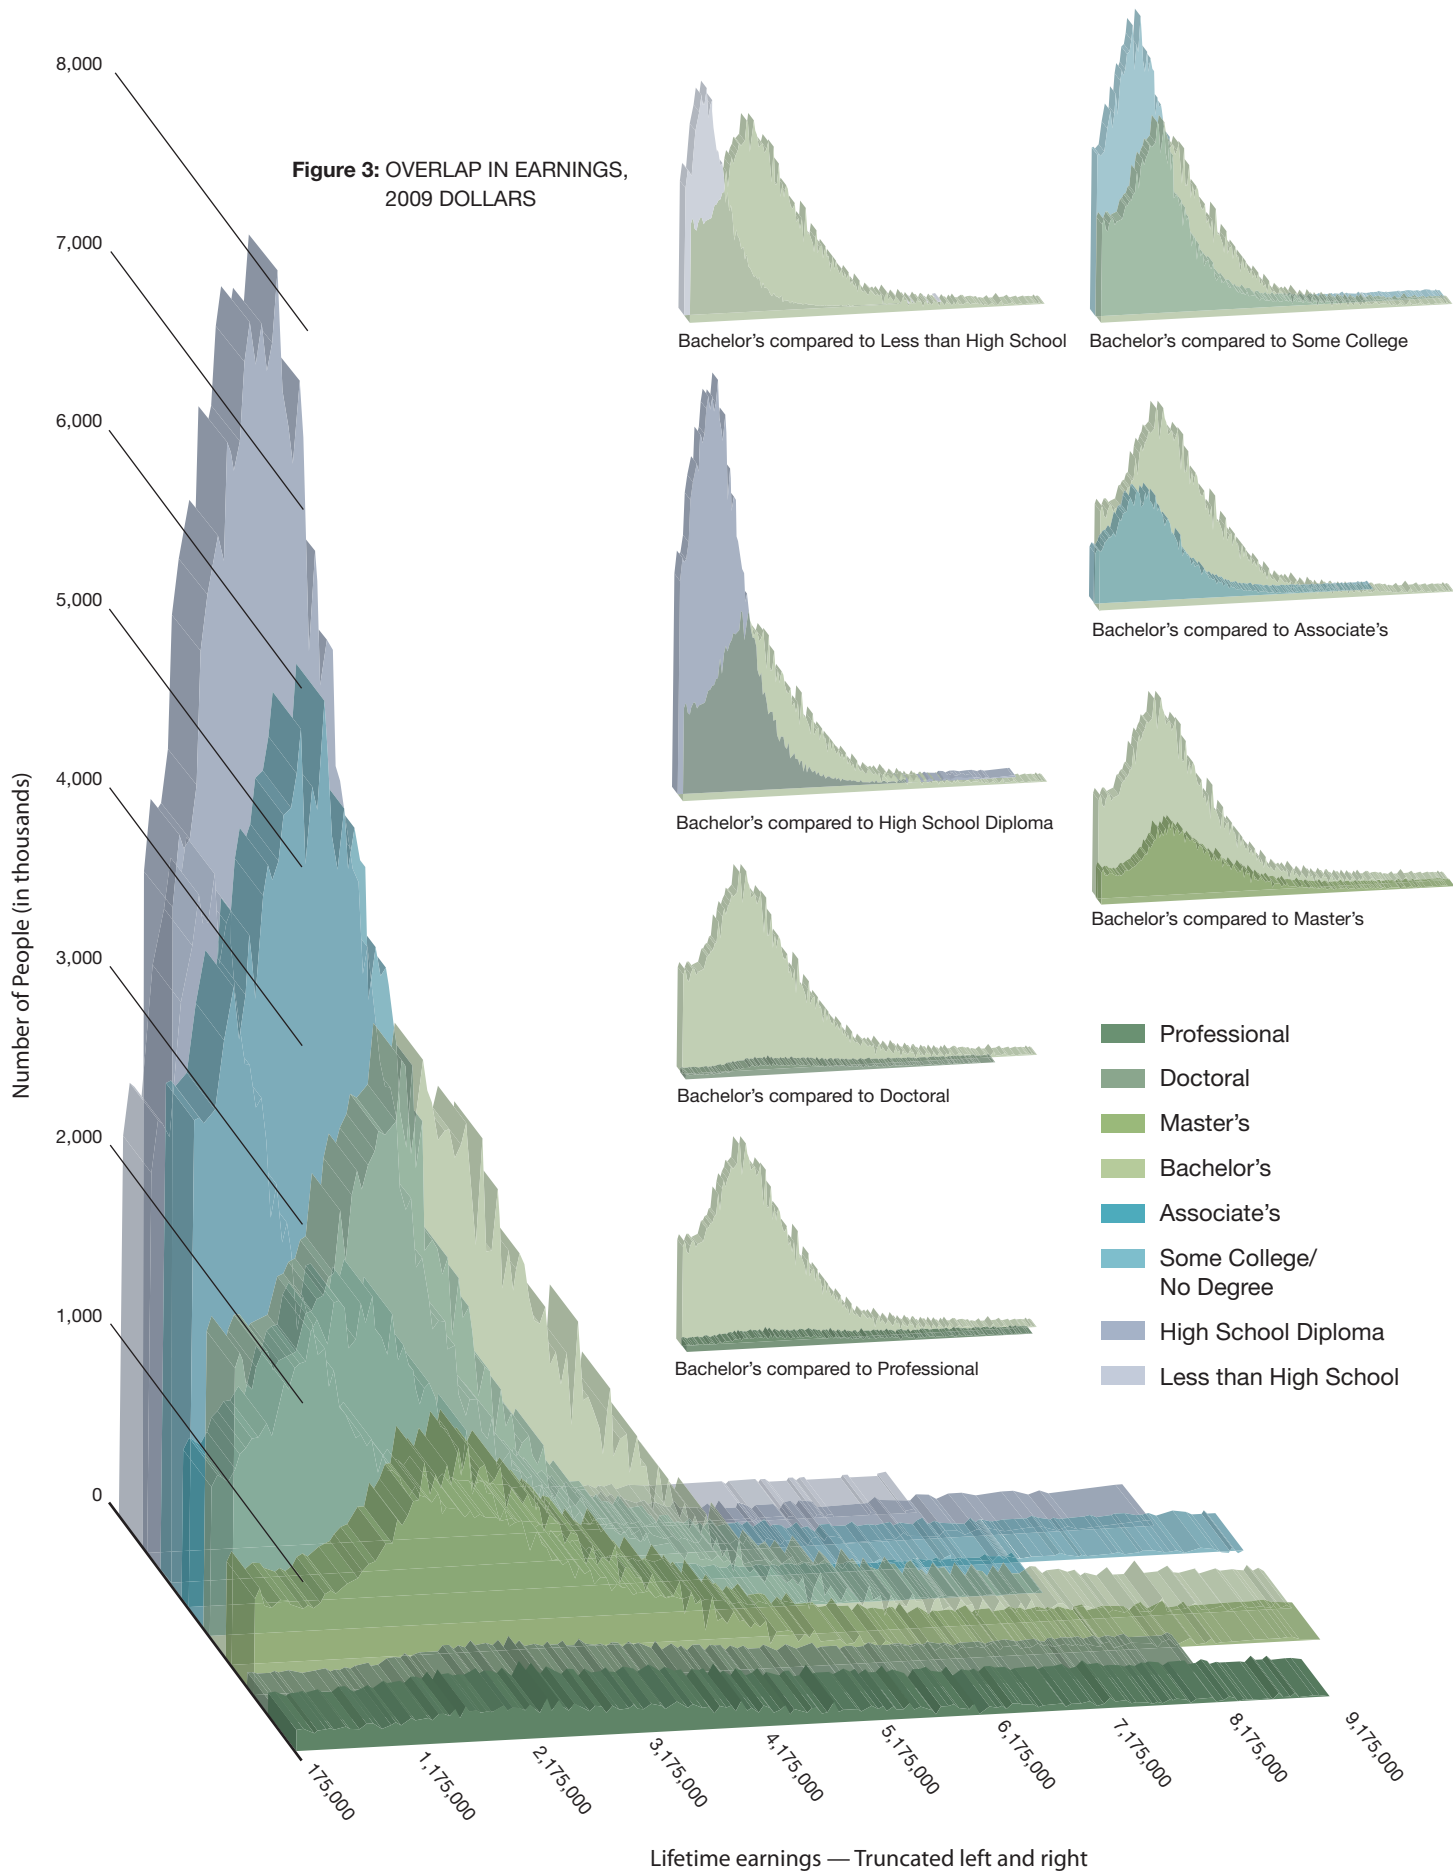 Figure 3: OVERLAP IN EARNINGS,
2009 DOLLARS
Number of People (in thousands)
8,000
7,000
6,000
5,000
4,000
3,000
2,000
1,000
0
Bachelor’s compared to Less than High School
Bachelor’s compared to Some College
Bachelor’s compared to High School Diploma
Bachelor’s compared to Associate’s
Bachelor’s compared to Master’s
Bachelor’s compared to Doctoral
Bachelor’s compared to Professional
Professional
Doctoral
Master’s
Bachelor’s
Associate’s
Some College/
No Degree
High School Diploma
Less than High School
175,000
1,175,000
2,175,000
3,175,000
4,175,000
5,175,000
6,175,000
7,175,000
8,175,000
9,175,000
Lifetime earnings — Truncated left and right